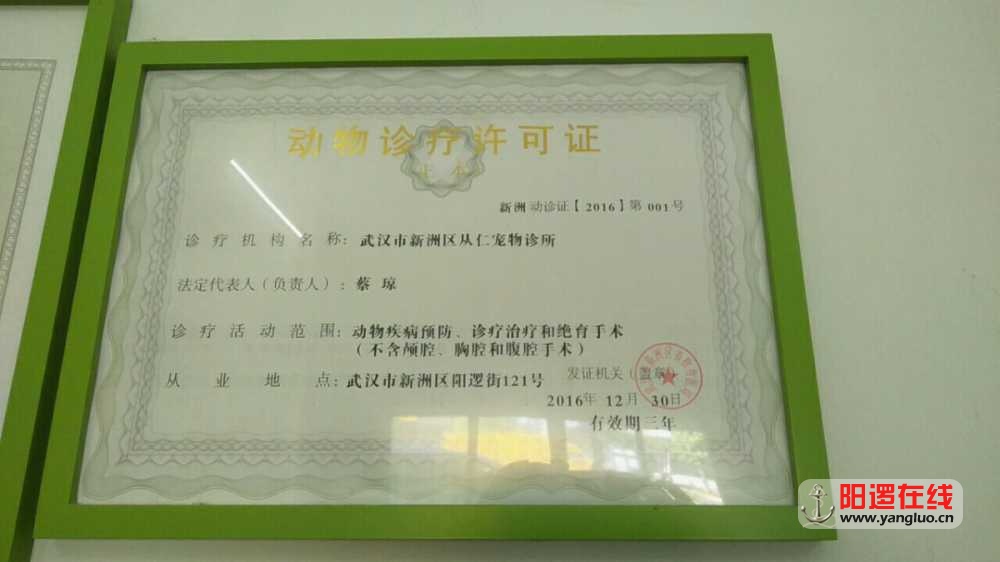 动物诊疗许可证
正本
新洲 动诊证【2016】第 001 号
诊疗机构名称：武汉市新洲区从仁宠物诊所
法定代表人（负责人）：蔡 琼
诊疗活动范围：动物疾病预防、诊疗治疗和绝育手术
（不含颅腔、胸腔和腹腔手术）
从业地点：武汉市新洲区阳逻街121号
发证机关（盖章）
2016年 12月 30日
有效期三年
阳逻在线
www.yangluo.cn